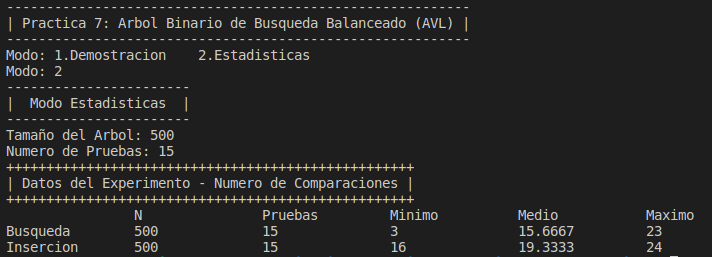 ----------------------------------------------------------
| Practica 7: Arbol Binario de Busqueda Balanceado (AVL) |
----------------------------------------------------------
Modo: 1.Demostracion    2.Estadisticas
Modo: 2
-----------------------
|  Modo Estadisticas  |
-----------------------
Tamaño del Arbol: 500
Numero de Pruebas: 15
+++++++++++++++++++++++++++++++++++++++++++++++++++
| Datos del Experimento - Numero de Comparaciones |
+++++++++++++++++++++++++++++++++++++++++++++++++++
                N               Pruebas         Minimo          Medio           Maximo
Busqueda        500             15              3               15.6667         23
Insercion       500             15              16              19.3333         24